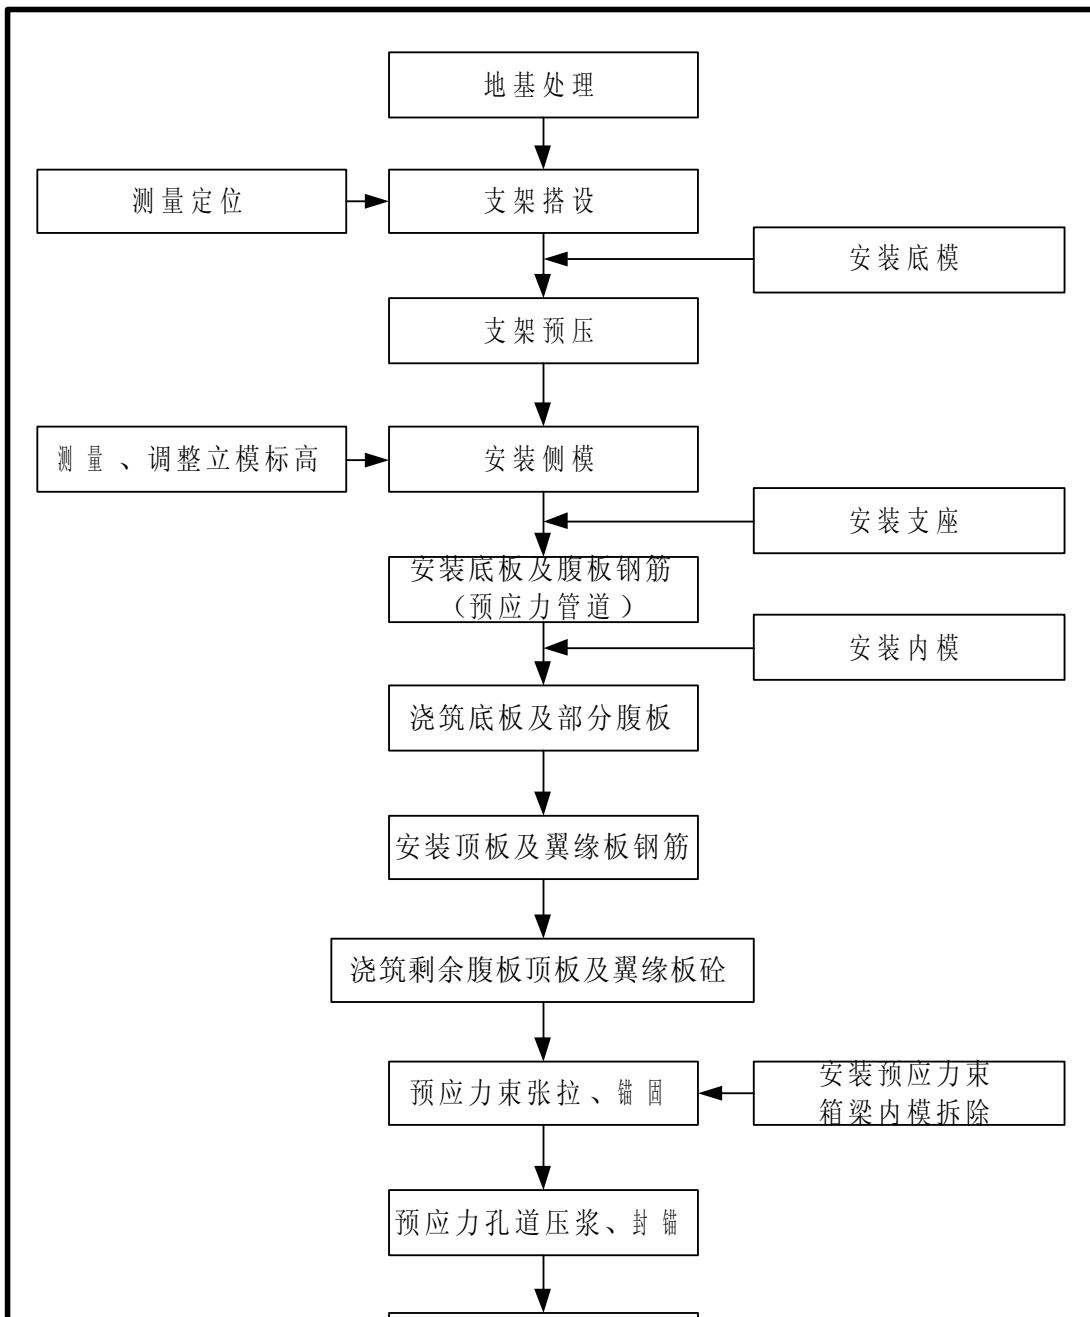 地基处理
测量定位
支架搭设
安装底模
支架预压
测量、调整立模标高
安装侧模
安装支座
安装底板及腹板钢筋
（预应力管道）
安装内模
浇筑底板及部分腹板
安装顶板及翼缘板钢筋
浇筑剩余腹板顶板及翼缘板砼
预应力束张拉、锚固
安装预应力束
箱梁内模拆除
预应力孔道压浆、封锚